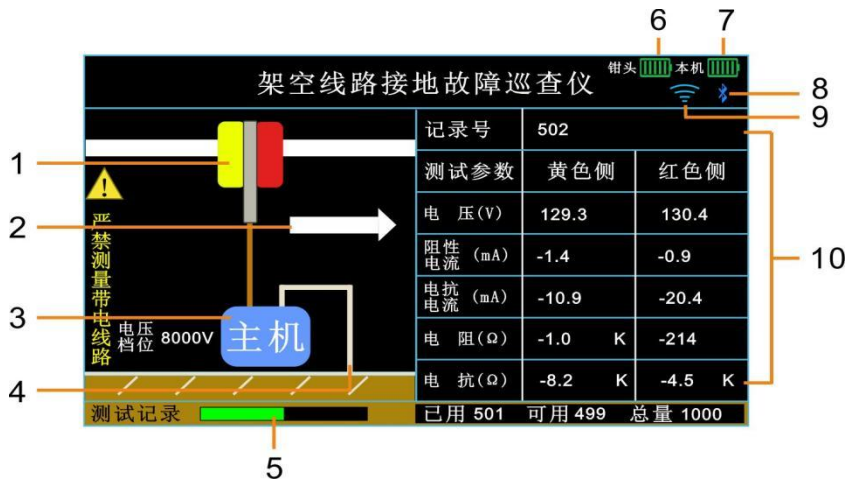 6 7
钳头 本机
架空线路接地故障巡查仪
8
9
记录号 502
1
测试参数 黄色侧 红色侧
2
电 压(V) 129.3 130.4
严禁测量带电线路
阻性电流 (mA) -1.4 -0.9
10
电抗电流 (mA) -10.9 -20.4
3
电压档位 8000V 主机
电 阻(Ω) -1.0 K -214
4
电 抗(Ω) -8.2 K -4.5 K
测试记录 已用 501 可用 499 总量 1000
5